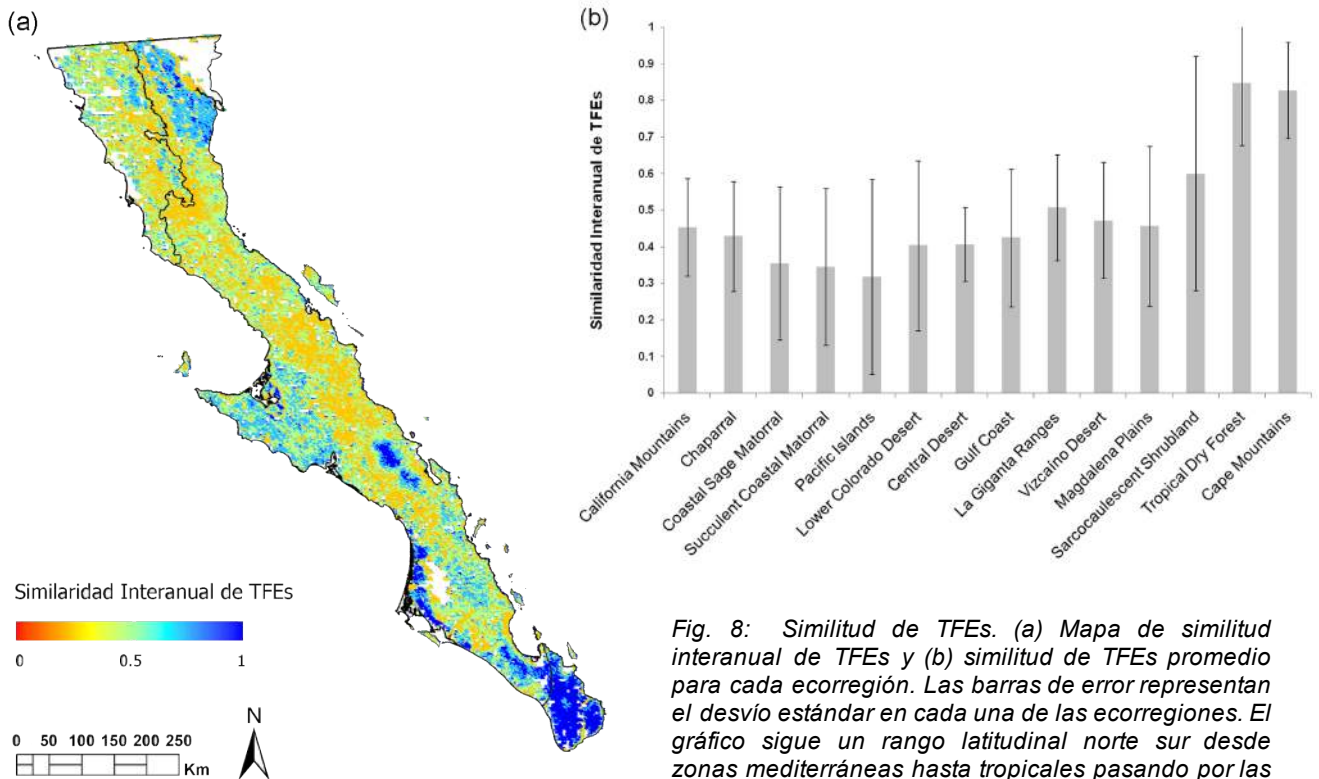 (a)
Similaridad Interanual de TFEs
0 0.5 1
0 50 100 150 200 250
Km
N
(b)
Similaridad Interanual de TFEs
1
0.9
0.8
0.7
0.6
0.5
0.4
0.3
0.2
0.1
0
California Mountains
Chaparral
Coastal Sage Matorral
Succulent Coastal Matorral
Pacific Islands
Lower Colorado Desert
Central Desert
Gulf Coast
La Giganta Ranges
Vizcaíno Desert
Magdalena Plains
Sarcocaulescent Shrubland
Tropical Dry Forest
Cape Mountains
Fig. 8: Similitud de TFEs. (a) Mapa de similitud
interanual de TFEs y (b) similitud de TFEs promedio
para cada ecorregión. Las barras de error representan
el desvío estándar en cada una de las ecorregiones. El
gráfico sigue un rango latitudinal norte sur desde
zonas mediterráneas hasta tropicales pasando por las